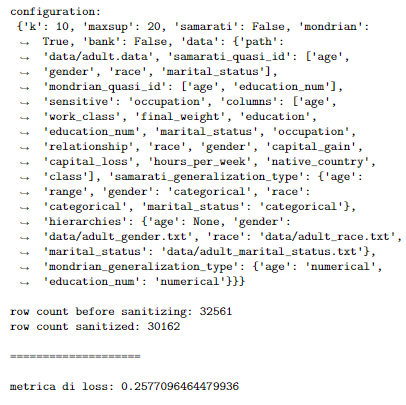 configuration:
{'k': 10, 'maxsup': 20, 'samarati': False, 'mondrian':
↪ True, 'bank': False, 'data': {'path':
↪ 'data/adult.data', 'samarati_quasi_id': ['age',
↪ 'gender', 'race', 'marital_status'],
↪ 'mondrian_quasi_id': ['age', 'education_num'],
↪ 'sensitive': 'occupation', 'columns': ['age',
↪ 'work_class', 'final_weight', 'education',
↪ 'education_num', 'marital_status', 'occupation',
↪ 'relationship', 'race', 'gender', 'capital_gain',
↪ 'capital_loss', 'hours_per_week', 'native_country',
↪ 'class'], 'samarati_generalization_type': {'age':
↪ 'range', 'gender': 'categorical', 'race':
↪ 'categorical', 'marital_status': 'categorical'},
↪ 'hierarchies': {'age': None, 'gender':
↪ 'data/adult_gender.txt', 'race': 'data/adult_race.txt',
↪ 'marital_status': 'data/adult_marital_status.txt'},
↪ 'mondrian_generalization_type': {'age': 'numerical',
↪ 'education_num': 'numerical'}}}
row count before sanitizing: 32561
row count sanitized: 30162
====================
metrica di loss: 0.2577096464479936